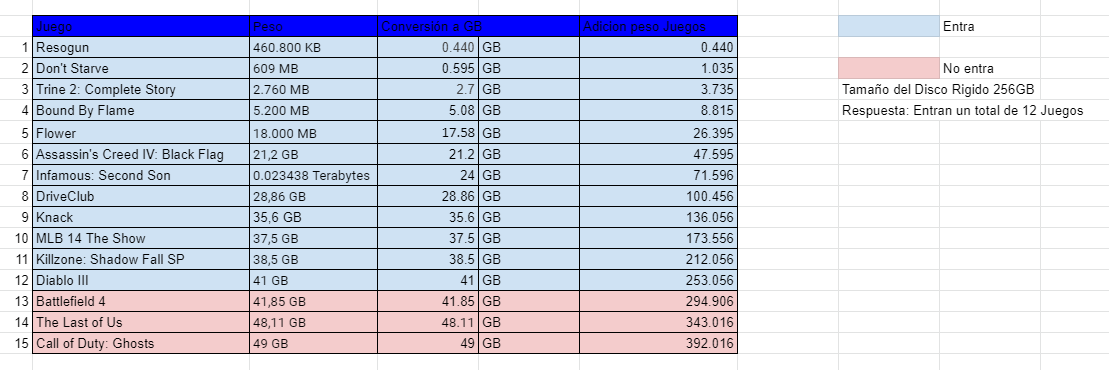 Juego Peso Conversión a GB Adicion peso Juegos Entra
1 Resogun 460.800 KB 0.440 GB 0.440
2 Don't Starve 609 MB 0.595 GB 1.035 No entra
3 Trine 2: Complete Story 2.760 MB 2.7 GB 3.735 Tamaño del Disco Rigido 256GB
4 Bound By Flame 5.200 MB 5.08 GB 8.815 Respuesta: Entran un total de 12 Juegos
5 Flower 18.000 MB 17.58 GB 26.395
6 Assassin's Creed IV: Black Flag 21,2 GB 21.2 GB 47.595
7 Infamous: Second Son 0.023438 Terabytes 24 GB 71.596
8 DriveClub 28,86 GB 28.86 GB 100.456
9 Knack 35,6 GB 35.6 GB 136.056
10 MLB 14 The Show 37,5 GB 37.5 GB 173.556
11 Killzone: Shadow Fall SP 38,5 GB 38.5 GB 212.056
12 Diablo III 41 GB 41 GB 253.056
13 Battlefield 4 41,85 GB 41.85 GB 294.906
14 The Last of Us 48,11 GB 48.11 GB 343.016
15 Call of Duty: Ghosts 49 GB 49 GB 392.016